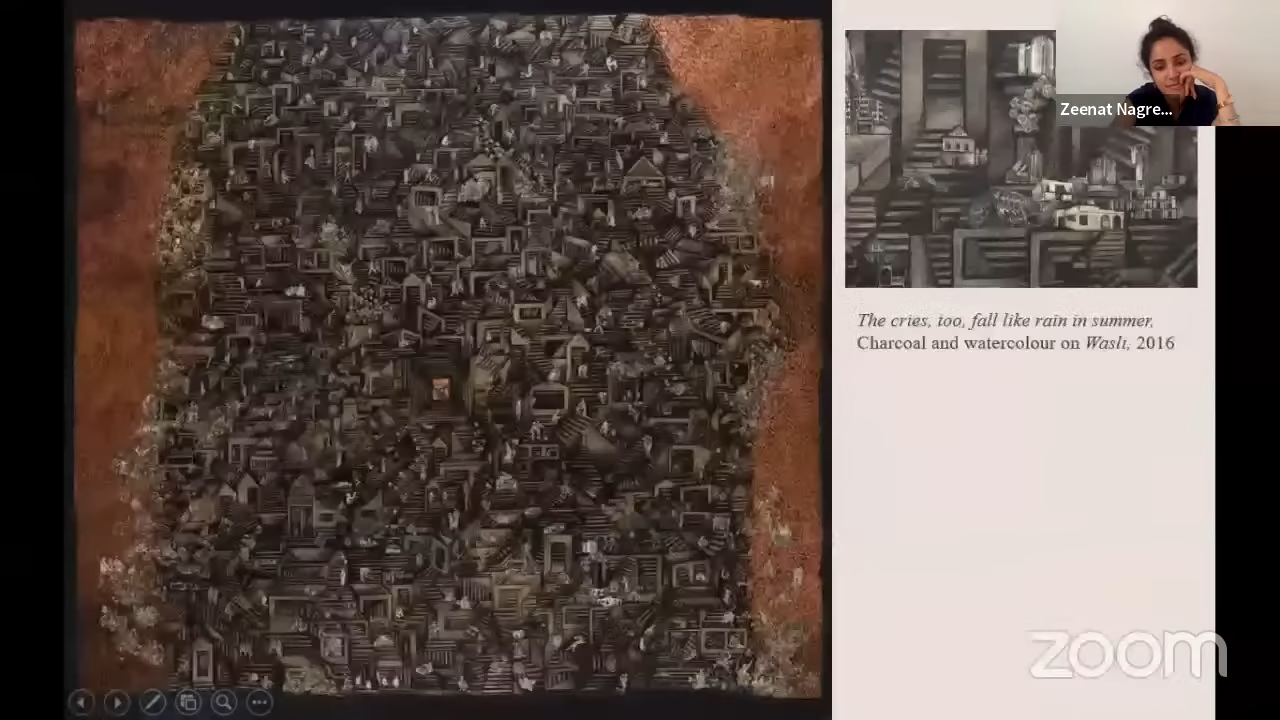 Zeenat Nagre...
The cries, too, fall like rain in summer,
Charcoal and watercolour on Wasli, 2016
zoom